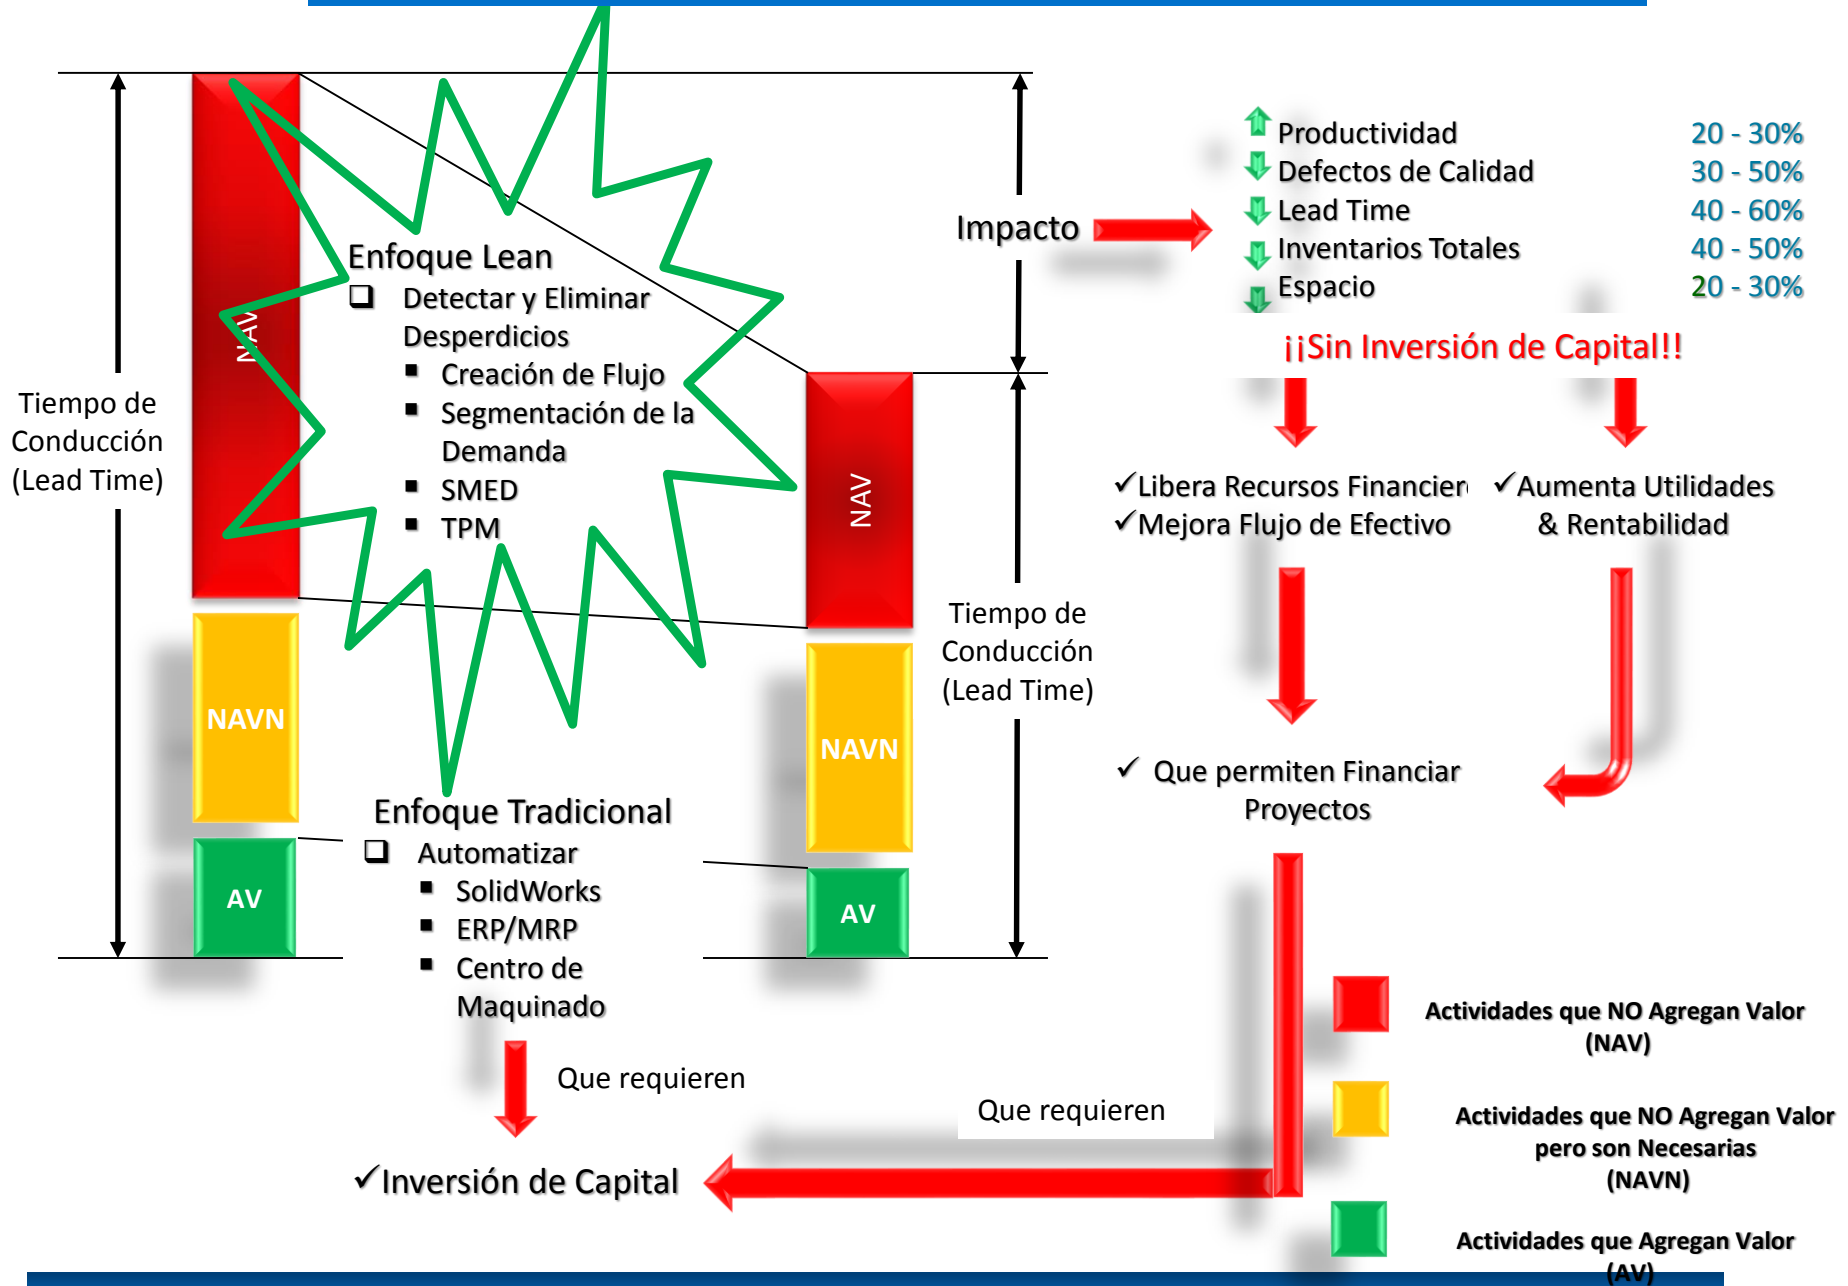 NAV
NAVN
AV
Tiempo de
Conducción
(Lead Time)
Enfoque Lean
Detectar y Eliminar
Desperdicios
Creación de Flujo
Segmentación de la
Demanda
SMED
TPM
Enfoque Tradicional
Automatizar
SolidWorks
ERP/MRP
Centro de
Maquinado
Que requieren
Inversión de Capital
NAV
NAVN
AV
Tiempo de
Conducción
(Lead Time)
Impacto
Productividad 20 - 30%
Defectos de Calidad 30 - 50%
Lead Time 40 - 60%
Inventarios Totales 40 - 50%
Espacio 20 - 30%
¡¡Sin Inversión de Capital!!
Libera Recursos Financier
Mejora Flujo de Efectivo
Aumenta Utilidades
& Rentabilidad
Que permiten Financiar
Proyectos
Que requieren
Actividades que NO Agregan Valor
(NAV)
Actividades que NO Agregan Valor
pero son Necesarias
(NAVN)
Actividades que Agregan Valor
(AV)